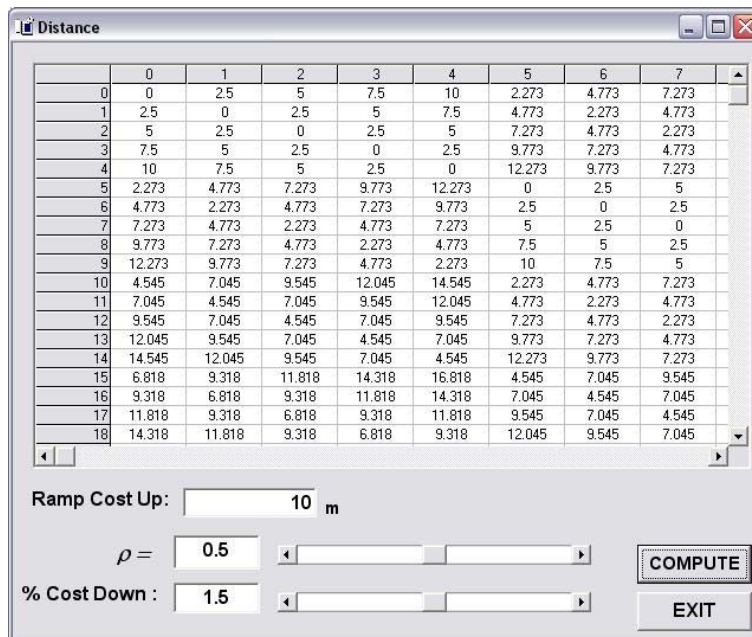 Distance
0 1 2 3 4 5 6 7
0 0 2.5 5 7.5 10 2.273 4.773 7.273
1 2.5 0 2.5 5 7.5 4.773 2.273 4.773
2 5 2.5 0 2.5 5 7.273 4.773 2.273
3 7.5 5 2.5 0 2.5 9.773 7.273 4.773
4 10 7.5 5 2.5 0 12.273 9.773 7.273
5 2.273 4.773 7.273 9.773 12.273 0 2.5 5
6 4.773 2.273 4.773 7.273 9.773 2.5 0 2.5
7 7.273 4.773 2.273 4.773 7.273 5 2.5 0
8 9.773 7.273 4.773 2.273 4.773 7.5 5 2.5
9 12.273 9.773 7.273 4.773 2.273 10 7.5 5
10 4.545 7.045 9.545 12.045 14.545 2.273 4.773 7.273
11 7.045 4.545 7.045 9.545 12.045 4.773 2.273 4.773
12 9.545 7.045 4.545 7.045 9.545 7.273 4.773 2.273
13 12.045 9.545 7.045 4.545 7.045 9.773 7.273 4.773
14 14.545 12.045 9.545 7.045 4.545 12.273 9.773 7.273
15 6.818 9.318 11.818 14.318 16.818 4.545 7.045 9.545
16 9.318 6.818 9.318 11.818 14.318 7.045 4.545 7.045
17 11.818 9.318 6.818 9.318 11.818 9.545 7.045 4.545
18 14.318 11.818 9.318 6.818 9.318 12.045 9.545 7.045
Ramp Cost Up: 10 m
ρ = 0.5
% Cost Down : 1.5
COMPUTE
EXIT